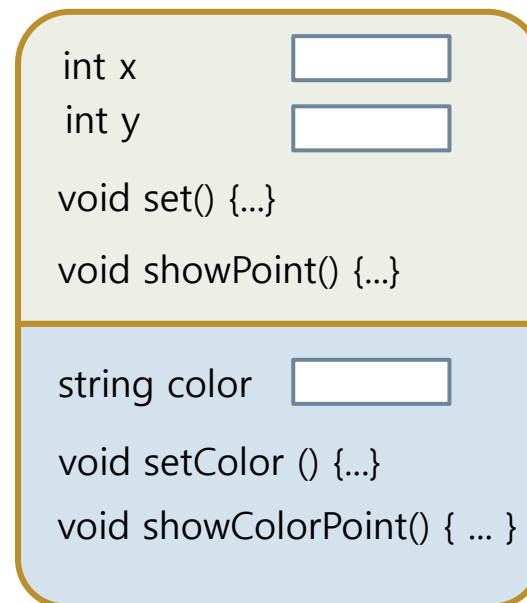 int x
int y
void set() {...}
void showPoint() {...}
string color
void setColor () {...}
void showColorPoint() { ... }